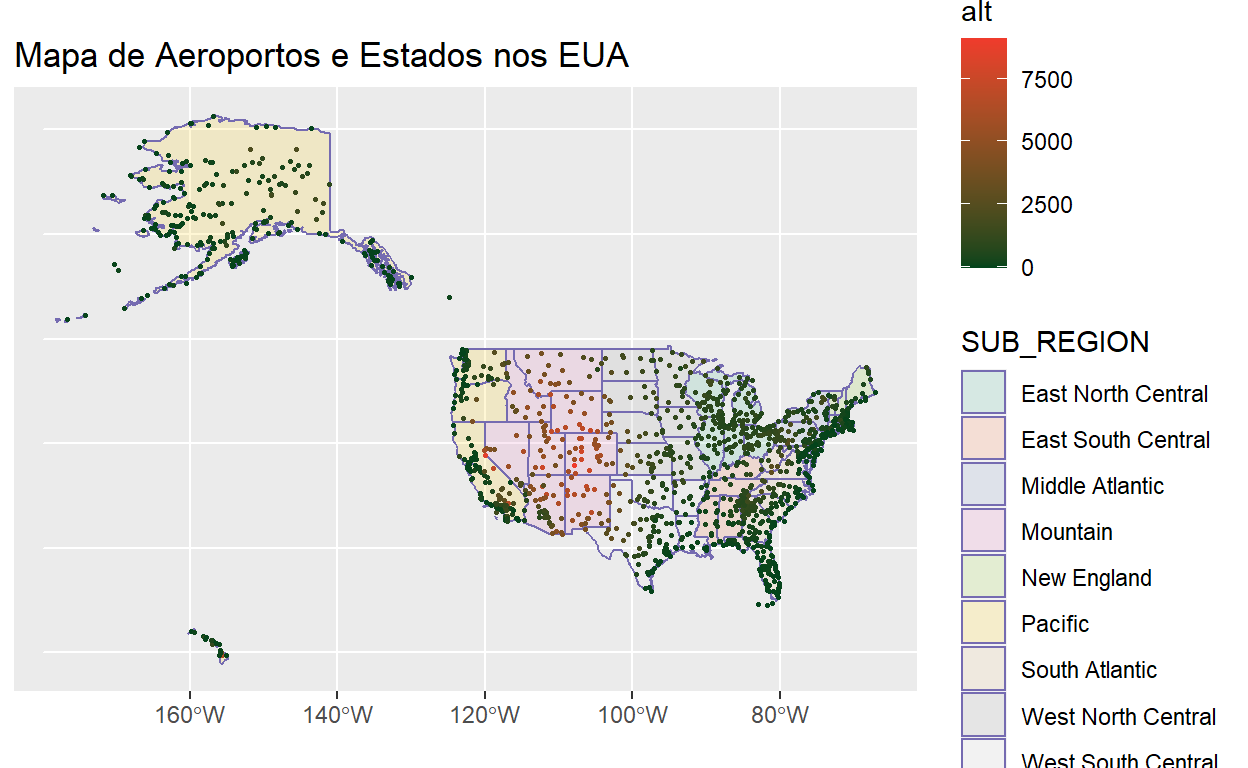 Mapa de Aeroportos e Estados nos EUA
160°W
140°W
120°W
100°W
80°W
alt
7500
5000
2500
0
SUB_REGION
East North Central
East South Central
Middle Atlantic
Mountain
New England
Pacific
South Atlantic
West North Central
West South Central